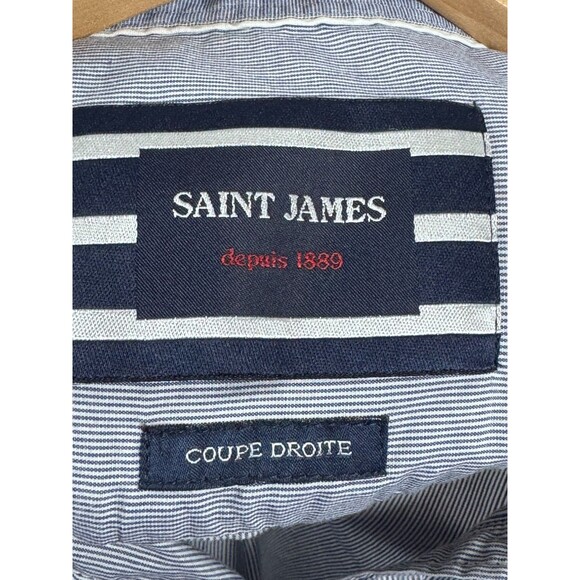 SAINT JAMES
depuis 1889
COUPE DROITE